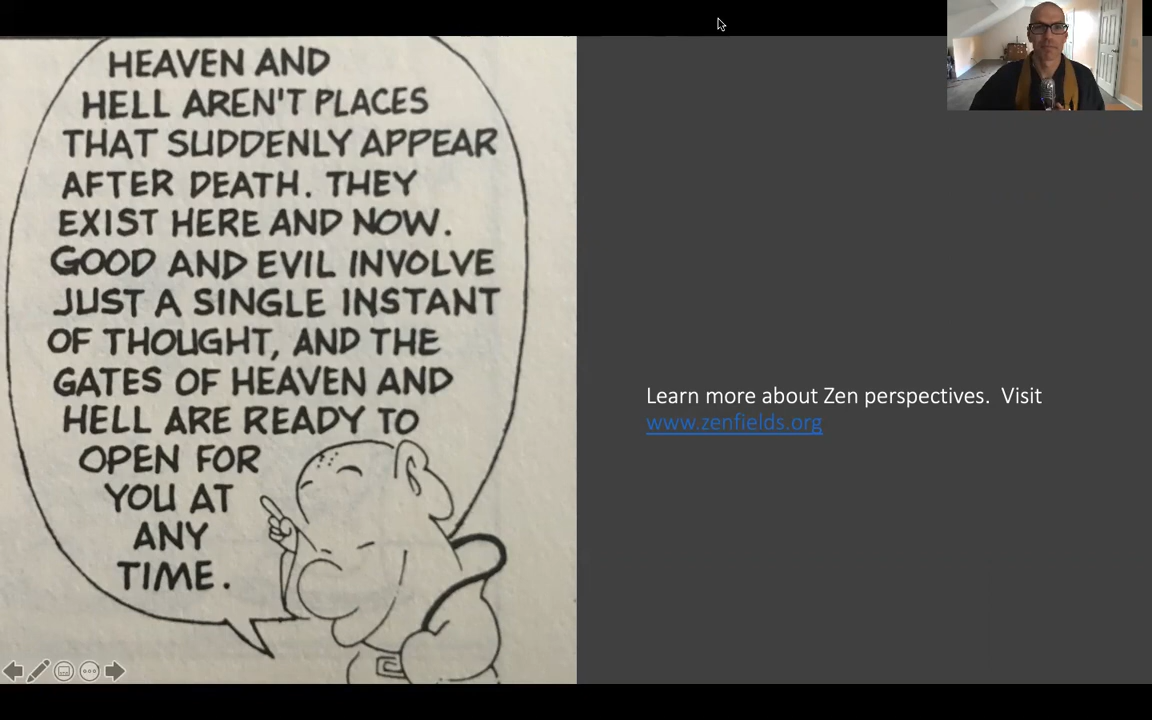 HEAVEN AND
HELL AREN'T PLACES
THAT SUDDENLY APPEAR
AFTER DEATH. THEY
EXIST HERE AND NOW.
GOOD AND EVIL INVOLVE
JUST A SINGLE INSTANT
OF THOUGHT, AND THE
GATES OF HEAVEN AND
HELL ARE READY TO
OPEN FOR
YOU AT
ANY
TIME.
Learn more about Zen perspectives. Visit
www.zenfields.org